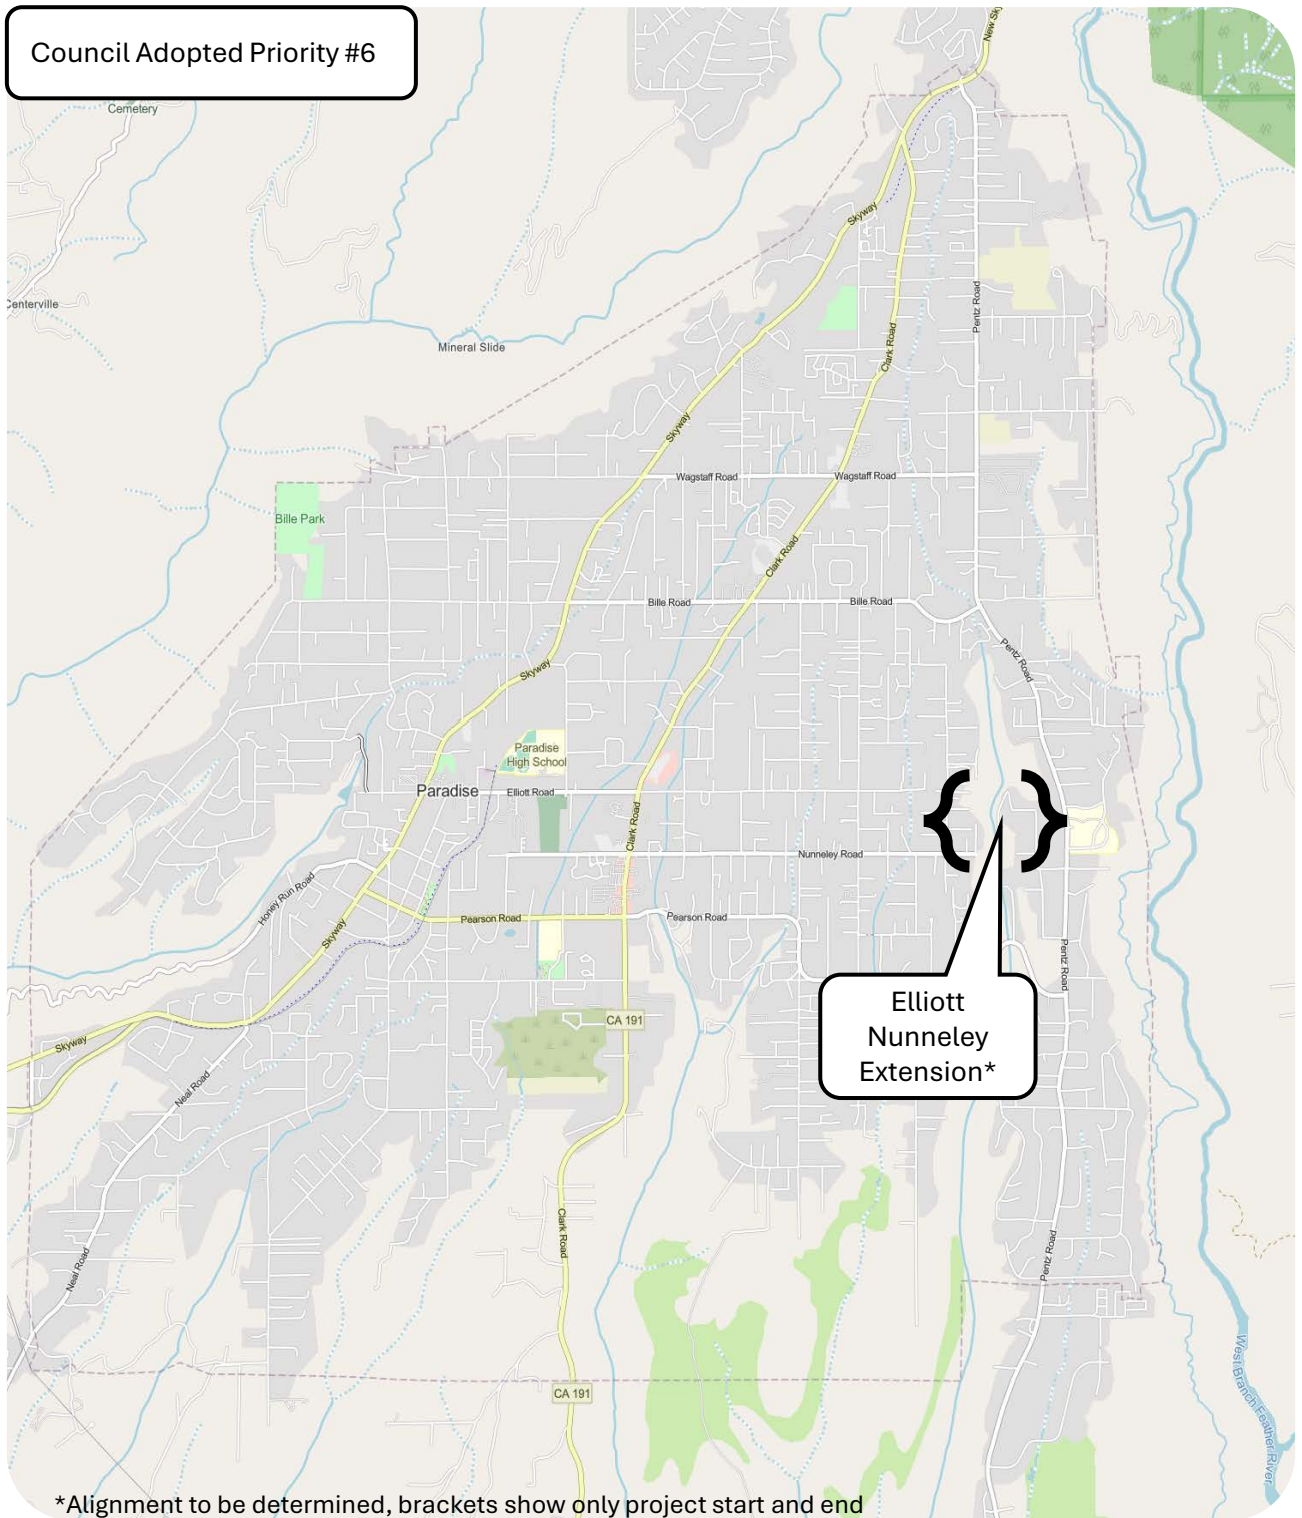 Council Adopted Priority #6
New Sk
Cemetery
Skyway
Centerville
Pentz Road
Mineral Slide
Clark Road
Skyway
Wagstaff Road
Wagstaff Road
Bille Park
Clark Road
Bille Road
Bille Road
Pentz Road
Skyway
Paradise
High School
Paradise
Elliott Road
Clark Road
{ }
Nunneley Road
Honey Run Road
Pearson Road
Pearson Road
Skyway
Pentz Road
Elliott
Nunneley
Extension*
CA 191
Skyway
Neal Road
Clark Road
Neal Road
Pentz Road
CA 191
West Branch Feather River
*Alignment to be determined, brackets show only project start and end